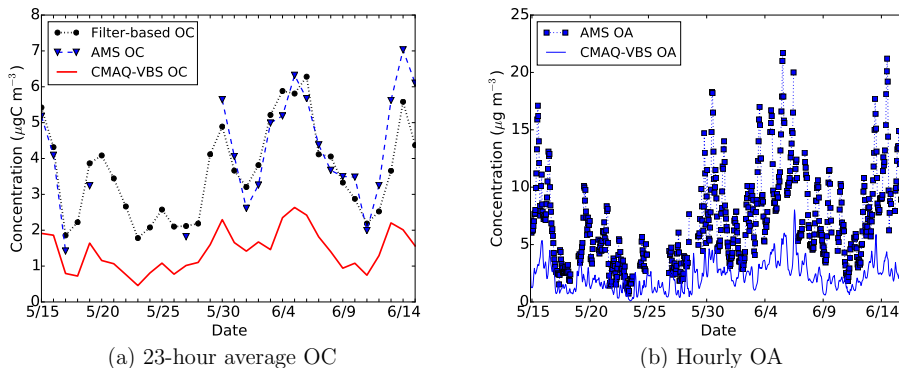 8
7
6
5
4
3
2
1
0
Concentration (μgC m⁻³)
Filter-based OC
AMS OC
CMAQ-VBS OC
5/15 5/20 5/25 5/30 6/4 6/9 6/14
Date
(a) 23-hour average OC
25
20
15
10
5
0
Concentration (μg m⁻³)
AMS OA
CMAQ-VBS OA
5/15 5/20 5/25 5/30 6/4 6/9 6/14
Date
(b) Hourly OA